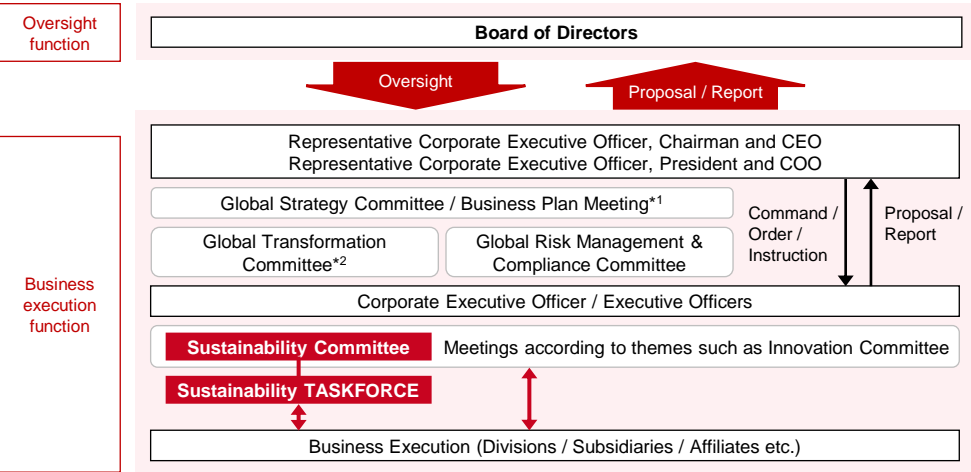 Oversight
function
Board of Directors
Oversight
Proposal / Report
Business
execution
function
Representative Corporate Executive Officer, Chairman and CEO
Representative Corporate Executive Officer, President and COO
Global Strategy Committee / Business Plan Meeting*1
Global Transformation
Committee*2
Global Risk Management &
Compliance Committee
Command /
Order /
Instruction
Proposal /
Report
Corporate Executive Officer / Executive Officers
Sustainability Committee
Meetings according to themes such as Innovation Committee
Sustainability TASKFORCE
Business Execution (Divisions / Subsidiaries / Affiliates etc.)